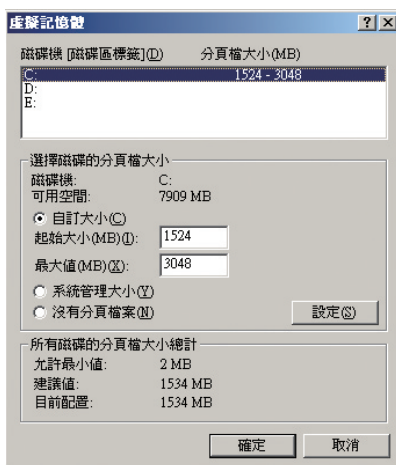 虛擬記憶體
磁碟機 [磁碟區標籤](D) 分頁檔大小(MB)
C: 1524 - 3048
D:
E:
選擇磁碟的分頁檔大小
磁碟機: C:
可用空間: 7909 MB
自訂大小(C)
起始大小(MB)(I): 1524
最大值(MB)(X): 3048
系統管理大小(Y)
沒有分頁檔案(N) 設定(S)
所有磁碟的分頁檔大小總計
允許最小值: 2 MB
建議值: 1534 MB
目前配置: 1534 MB
確定 取消